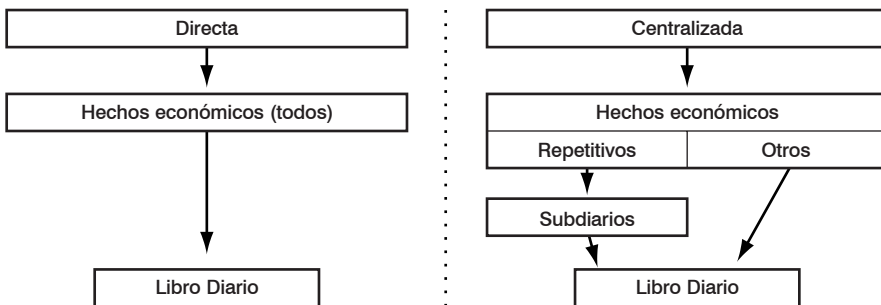 Directa
Hechos económicos (todos)
Libro Diario
Centralizada
Hechos económicos
Repetitivos
Otros
Subdiarios
Libro Diario